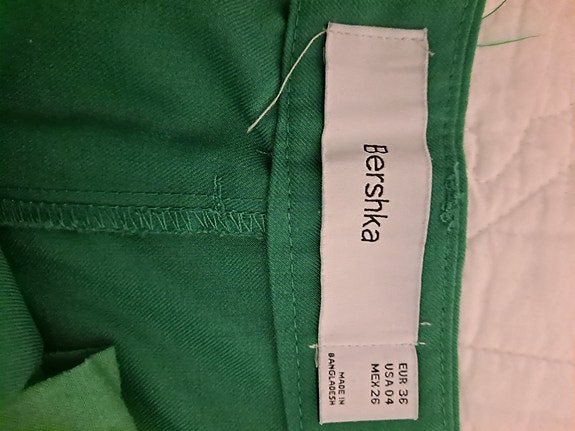 Bershka
EUR 36
USA 04
MEX 26
MADE IN
BANGLADESH